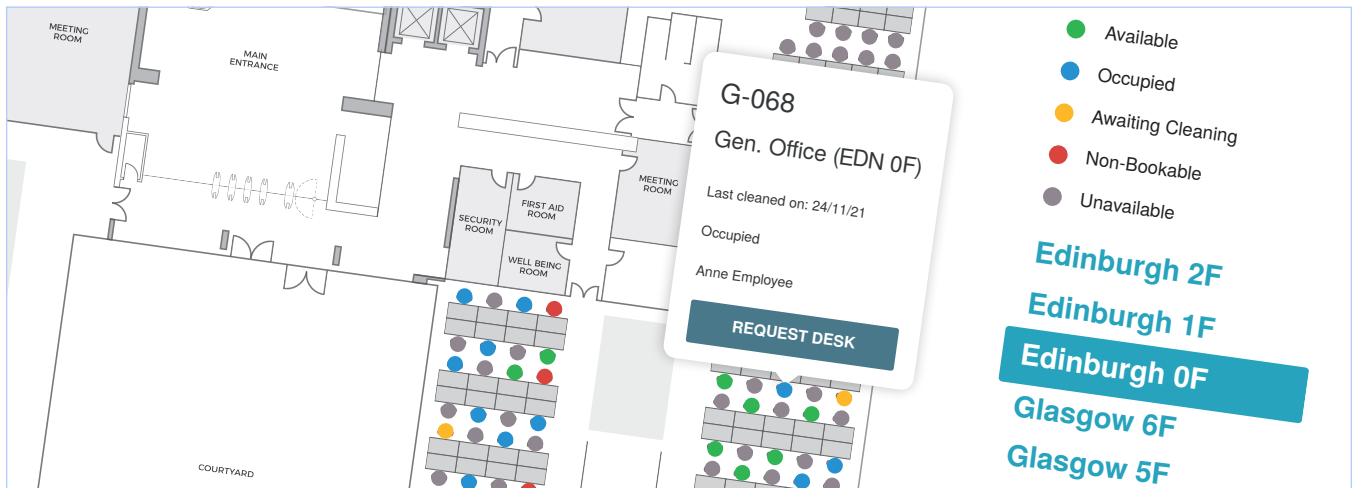 MEETING
ROOM
MAIN
ENTRANCE
MEETING
ROOM
FIRST AID
ROOM
SECURITY
ROOM
WELL BEING
ROOM
COURTYARD
G-068
Gen. Office (EDN 0F)
Last cleaned on: 24/11/21
Occupied
Anne Employee
REQUEST DESK
Available
Occupied
Awaiting Cleaning
Non-Bookable
Unavailable
Edinburgh 2F
Edinburgh 1F
Edinburgh 0F
Glasgow 6F
Glasgow 5F